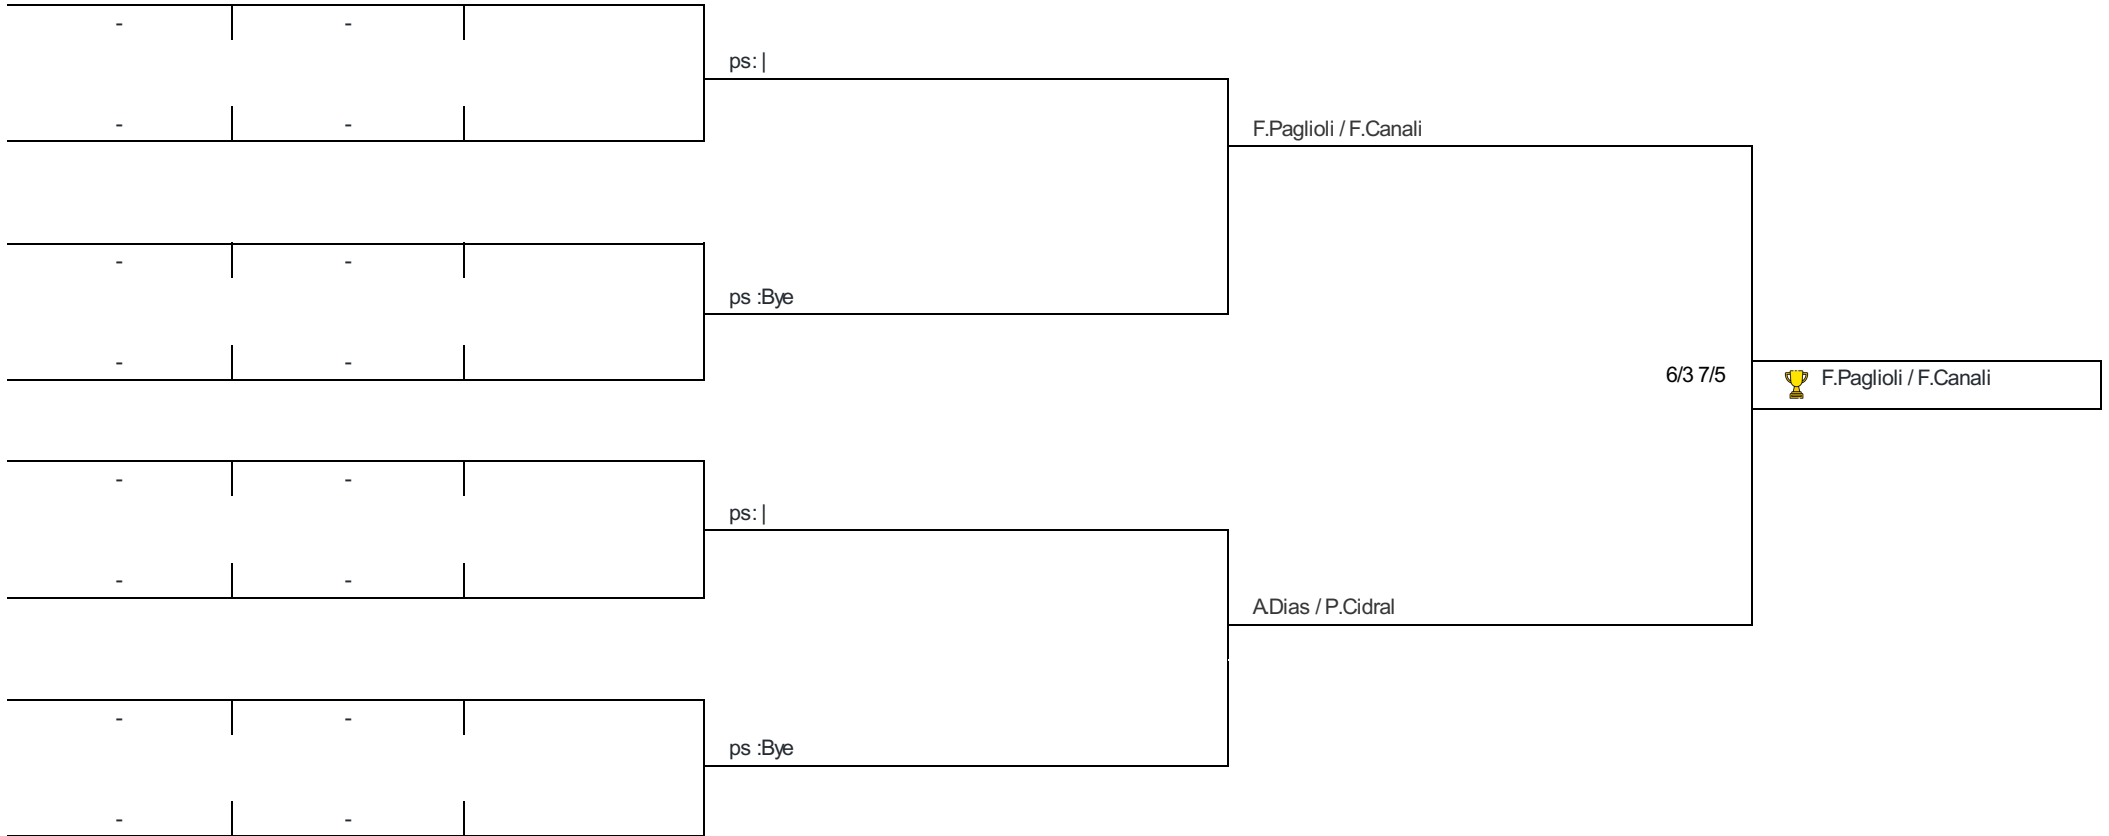 - -
ps: |
- -
F.Paglioli / F.Canali
- -
ps :Bye
- -
6/3 7/5
F.Paglioli / F.Canali
- -
ps: |
- -
A.Dias / P.Cidral
- -
ps :Bye
- -